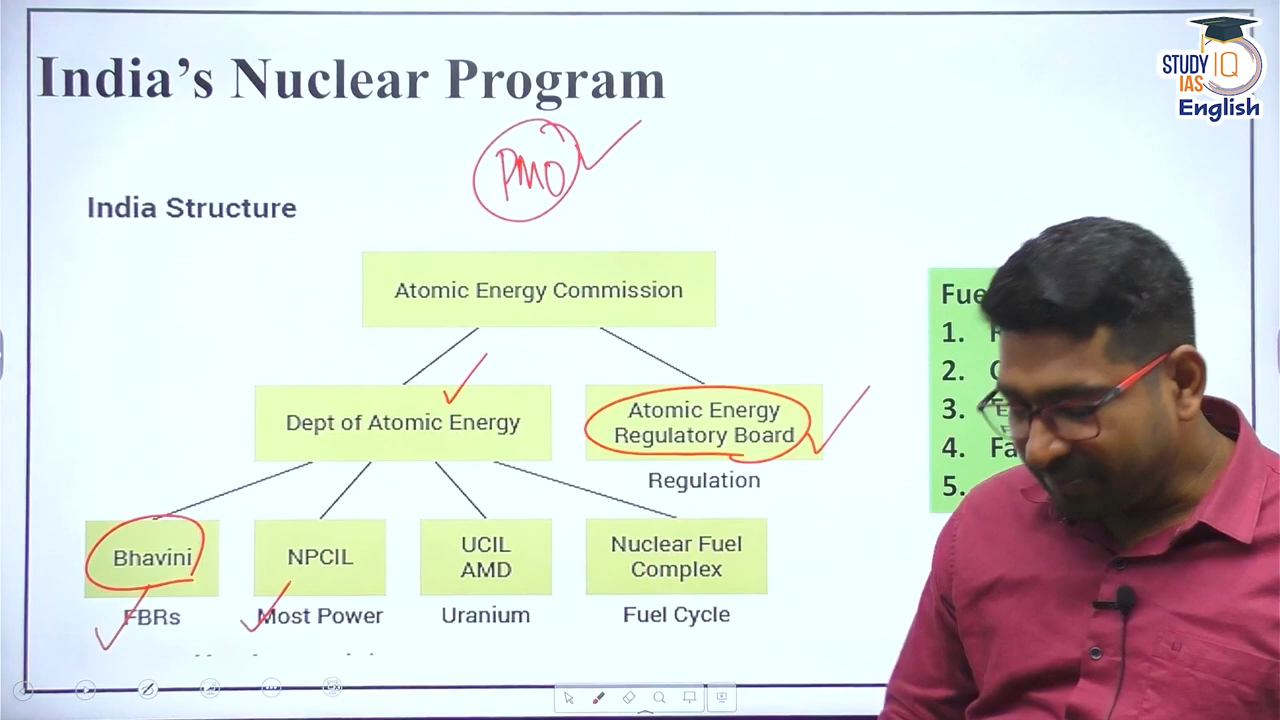 India's Nuclear Program
STUDY IQ
IAS
English
PMO
India Structure
Atomic Energy Commission
Dept of Atomic Energy
Atomic Energy
Regulatory Board
Regulation
Bhavini
NPCIL
UCIL
AMD
Nuclear Fuel
Complex
FBRs
Most Power
Uranium
Fuel Cycle
1.
2.
3.
4.
5.